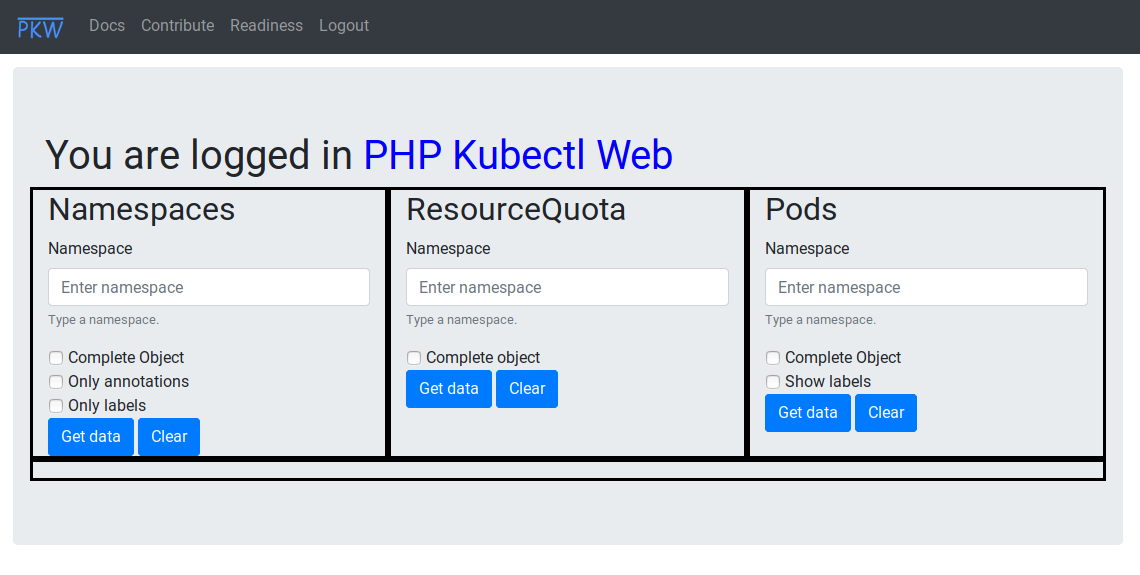 PKW Docs Contribute Readiness Logout
You are logged in PHP Kubectl Web
Namespaces
Namespace
Enter namespace
Type a namespace.
Complete Object
Only annotations
Only labels
Get data Clear
ResourceQuota
Namespace
Enter namespace
Type a namespace.
Complete object
Get data Clear
Pods
Namespace
Enter namespace
Type a namespace.
Complete Object
Show labels
Get data Clear